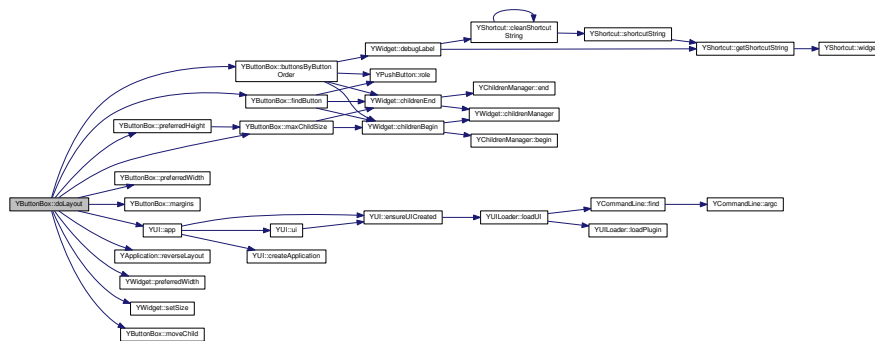 YShortcut::cleanShortcut
String
YShortcut::shortcutString
YWidget::debugLabel
YShortcut::getShortcutString
YShortcut::widget
YButtonBox::buttonsByButton
Order
YPushButton::role
YChildrenManager::end
YButtonBox::findButton
YWidget::childrenEnd
YWidget::childrenManager
YButtonBox::preferredHeight
YButtonBox::maxChildSize
YWidget::childrenBegin
YChildrenManager::begin
YButtonBox::preferredWidth
YButtonBox::doLayout
YButtonBox::margins
YCommandLine::find
YCommandLine::argc
YUI::ensureUICreated
YUILoader::loadUI
YUI::app
YUI::ui
YUILoader::loadPlugin
YApplication::reverseLayout
YUI::createApplication
YWidget::preferredWidth
YWidget::setSize
YButtonBox::moveChild